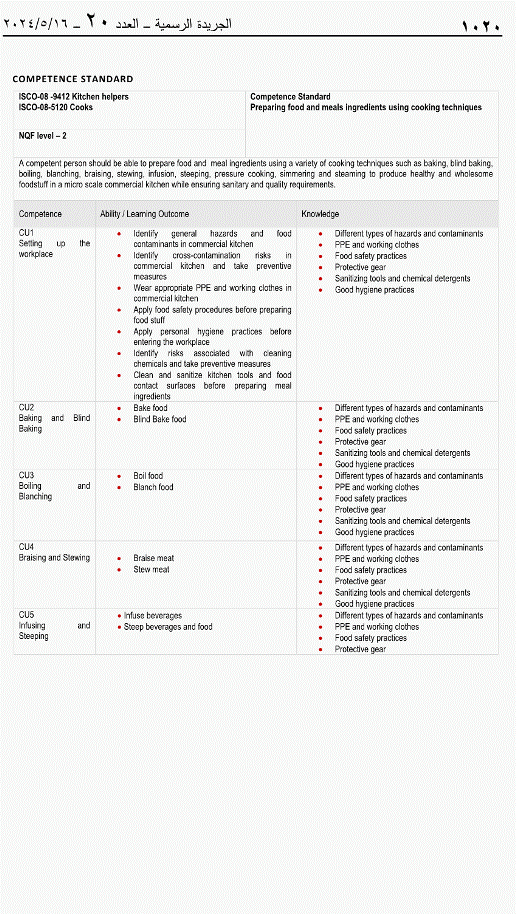 ١٠٢٠
الجريدة الرسمية – العدد ٢٠ – ٢٠٢٤/٥/١٦
COMPETENCE STANDARD
ISCO-08 -9412 Kitchen helpers
ISCO-08-5120 Cooks
Competence Standard
Preparing food and meals ingredients using cooking techniques
NQF level – 2
A competent person should be able to prepare food and meal ingredients using a variety of cooking techniques such as baking, blind baking,
boiling, blanching, braising, stewing, infusion, steeping, pressure cooking, simmering and steaming to produce healthy and wholesome
foodstuff in a micro scale commercial kitchen while ensuring sanitary and quality requirements.
Competence
Ability / Learning Outcome
Knowledge
CU1
Setting up the
workplace
• Identify general hazards and food
contaminants in commercial kitchen
• Identify cross-contamination risks in
commercial kitchen and take preventive
measures
• Wear appropriate PPE and working clothes in
commercial kitchen
• Apply food safety procedures before preparing
food stuff
• Apply personal hygiene practices before
entering the workplace
• Identify risks associated with cleaning
chemicals and take preventive measures
• Clean and sanitize kitchen tools and food
contact surfaces before preparing meal
ingredients
• Different types of hazards and contaminants
• PPE and working clothes
• Food safety practices
• Protective gear
• Sanitizing tools and chemical detergents
• Good hygiene practices
CU2
Baking and Blind
Baking
• Bake food
• Blind Bake food
• Different types of hazards and contaminants
• PPE and working clothes
• Food safety practices
• Protective gear
• Sanitizing tools and chemical detergents
• Good hygiene practices
CU3
Boiling and
Blanching
• Boil food
• Blanch food
• Different types of hazards and contaminants
• PPE and working clothes
• Food safety practices
• Protective gear
• Sanitizing tools and chemical detergents
• Good hygiene practices
CU4
Braising and Stewing
• Braise meat
• Stew meat
• Different types of hazards and contaminants
• PPE and working clothes
• Food safety practices
• Protective gear
• Sanitizing tools and chemical detergents
• Good hygiene practices
CU5
Infusing and
Steeping
• Infuse beverages
• Steep beverages and food
• Different types of hazards and contaminants
• PPE and working clothes
• Food safety practices
• Protective gear